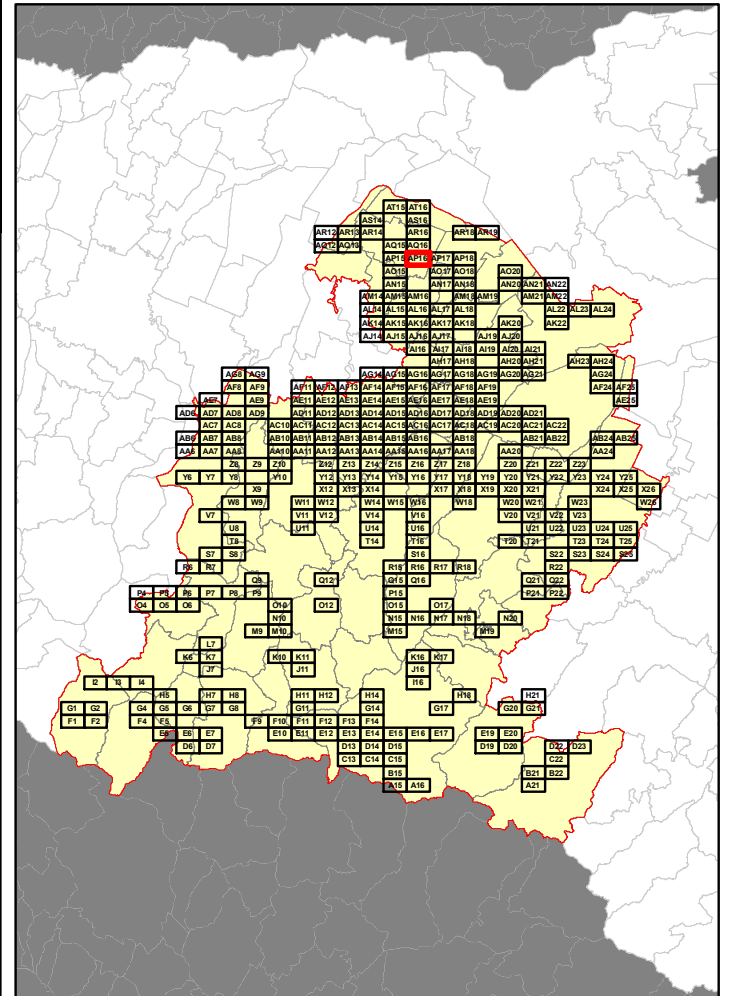 AT15 AT16
AS14 AS16
AR12 AR13 AR14 AR16 AR18 AR19
AQ12 AQ13 AQ15 AQ16
AP15 AP16 AP17 AP18
AO15 AO17 AO18 AO20
AN15 AN17 AN18 AN20 AN21 AN22
AM14 AM15 AM16 AM18 AM19 AM21 AM22
AL14 AL15 AL16 AL17 AL18 AL22 AL23 AL24
AK14 AK15 AK16 AK17 AK18 AK20 AK22
AJ14 AJ15 AJ16 AJ17 AJ19 AJ20
AI16 AI17 AI18 AI19 AI20 AI21
AH17 AH18 AH20 AH21 AH23 AH24
AG8 AG9 AG14 AG15 AG16 AG17 AG18 AG19 AG20 AG21 AG24
AF8 AF9 AF11 AF12 AF13 AF14 AF15 AF16 AF17 AF18 AF19 AF24 AF25
AE7 AE9 AE11 AE12 AE13 AE14 AE15 AE16 AE17 AE18 AE19 AE25
AD6 AD7 AD8 AD9 AD11 AD12 AD13 AD14 AD15 AD16 AD17 AD18 AD19 AD20 AD21
AC7 AC8 AC10 AC11 AC12 AC13 AC14 AC15 AC16 AC17 AC18 AC19 AC20 AC21 AC22
AB6 AB7 AB8 AB10 AB11 AB12 AB13 AB14 AB15 AB16 AB18 AB21 AB22 AB24 AB25
AA6 AA7 AA8 AA10 AA11 AA12 AA13 AA14 AA15 AA16 AA17 AA18 AA20 AA24
Z8 Z9 Z10 Z12 Z13 Z14 Z15 Z16 Z17 Z18 Z20 Z21 Z22 Z23
Y6 Y7 Y8 Y10 Y12 Y13 Y14 Y15 Y16 Y17 Y18 Y19 Y20 Y21 Y22 Y23 Y24 Y25
X9 X12 X13 X14 X17 X18 X19 X20 X21 X24 X25 X26
W8 W9 W11 W12 W14 W15 W16 W18 W20 W21 W23 W26
V7 V11 V12 V14 V16 V20 V21 V22 V23
U8 U11 U14 U16 U21 U22 U23 U24 U25
T8 T14 T16 T20 T21 T23 T24 T25
S7 S8 S16 S22 S23 S24 S25
R6 R7 R15 R16 R17 R18 R22
Q9 Q12 Q15 Q16 Q21 Q22
P4 P5 P6 P7 P8 P9 P15 P21 P22
O4 O5 O6 O10 O12 O15 O17
N10 N15 N16 N17 N18 N20
M9 M10 M15 M19
L7
K6 K7 K10 K11 K16 K17
J7 J11 J16
I2 I3 I4 I16
H5 H7 H8 H11 H12 H14 H18 H21
G1 G2 G4 G5 G6 G7 G8 G11 G14 G17 G20 G21
F1 F2 F4 F5 F9 F10 F11 F12 F13 F14
E5 E6 E7 E10 E11 E12 E13 E14 E15 E16 E17 E19 E20
D6 D7 D13 D14 D15 D19 D20 D22 D23
C13 C14 C15 C22
B15 B21 B22
A15 A16 A21